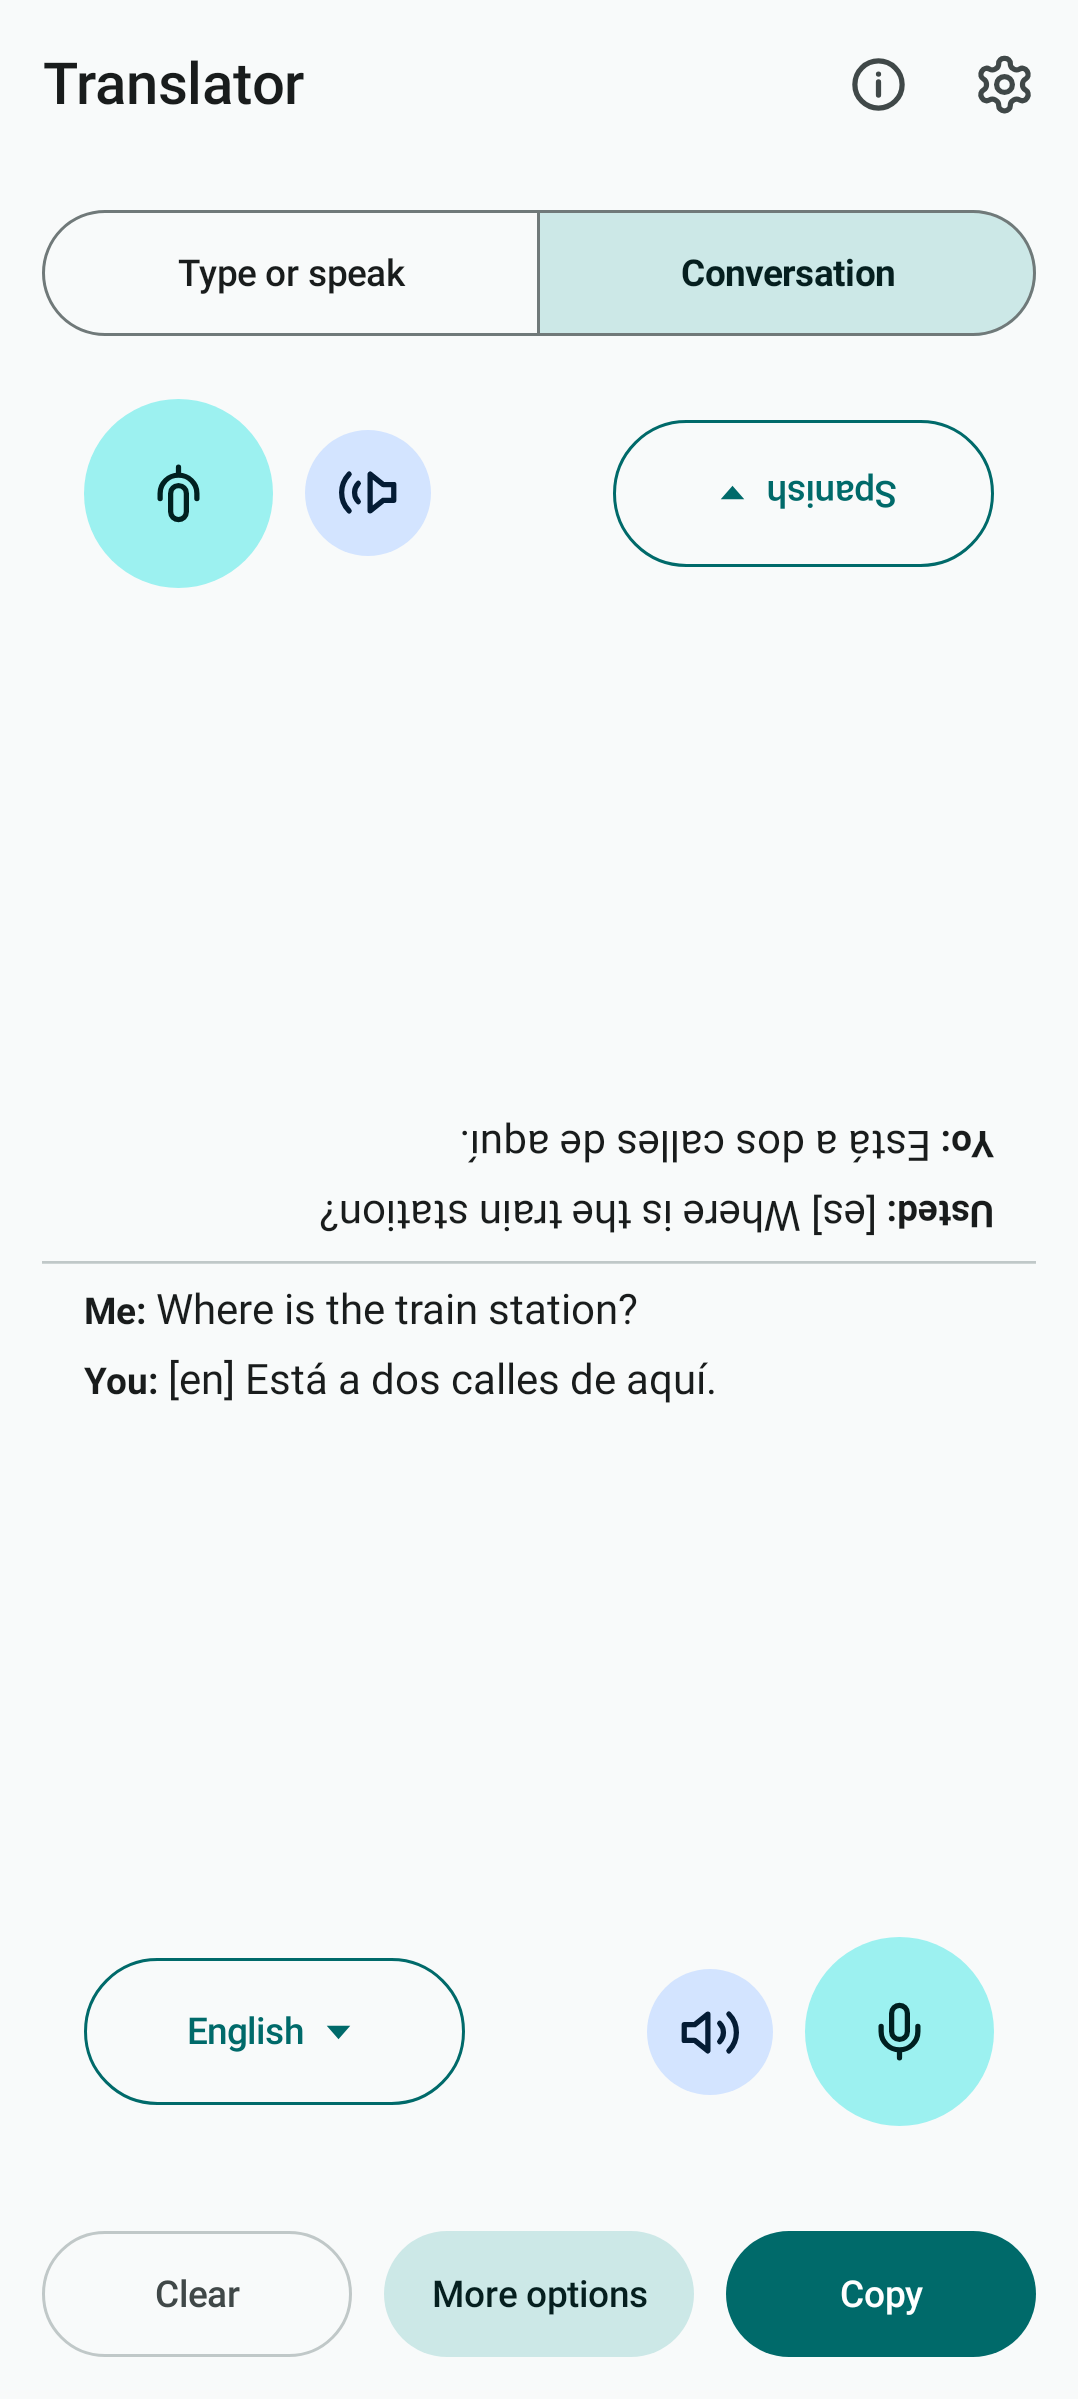 Translator
Type or speak
Conversation
Spanish
Usted: [es] Where is the train station?
Yo: Está a dos calles de aquí.
Me: Where is the train station?
You: [en] Está a dos calles de aquí.
English
Clear
More options
Copy